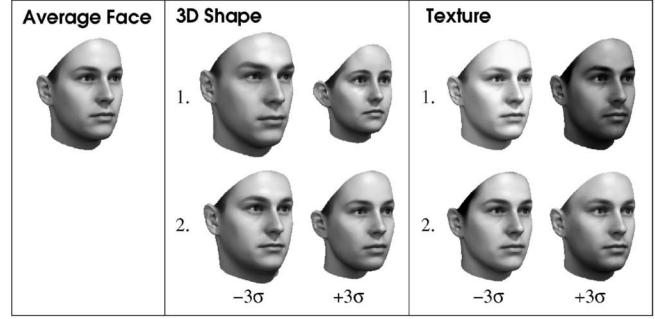 Average Face
3D Shape
Texture
1.
1.
2.
2.
−3σ
+3σ
−3σ
+3σ